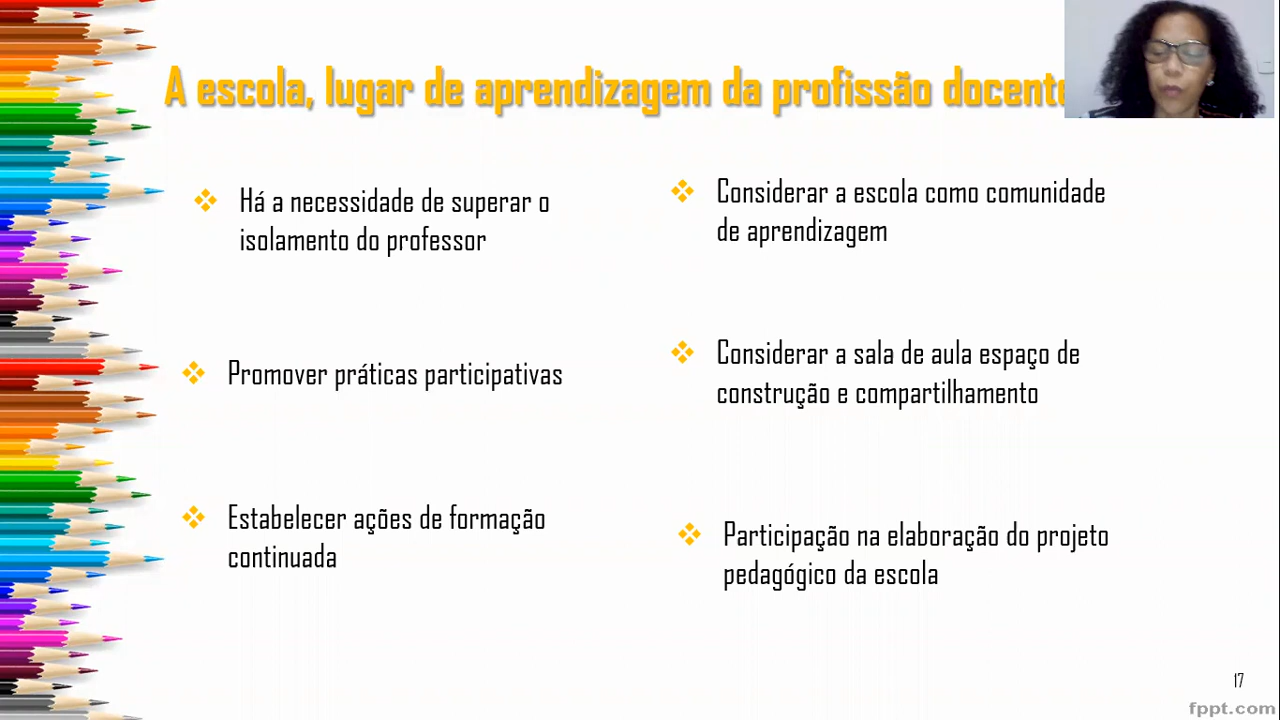 A escola, lugar de aprendizagem da profissão docente
Há a necessidade de superar o
isolamento do professor
Promover práticas participativas
Estabelecer ações de formação
continuada
Considerar a escola como comunidade
de aprendizagem
Considerar a sala de aula espaço de
construção e compartilhamento
Participação na elaboração do projeto
pedagógico da escola
17
fppt.com